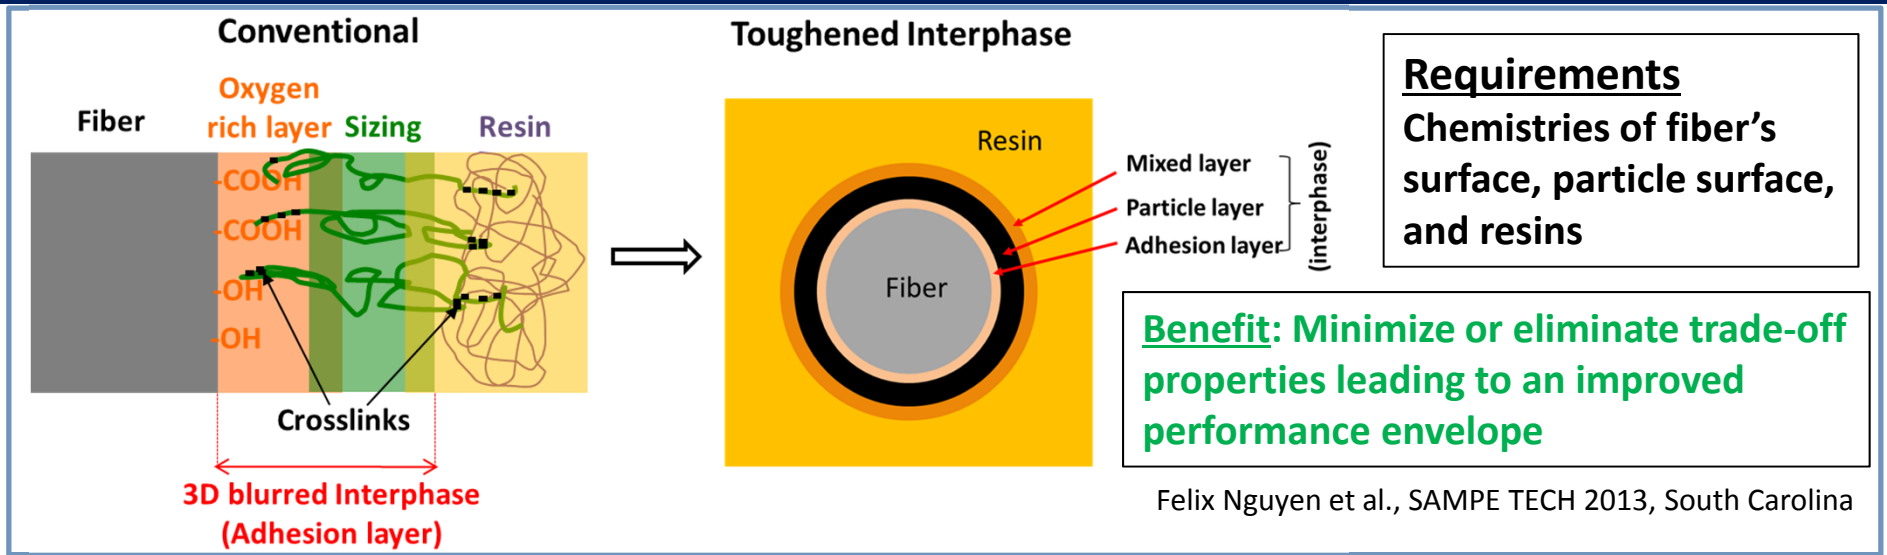 Conventional
Toughened Interphase
Fiber
Oxygen
rich layer
Sizing
Resin
-COOH
-COOH
-OH
-OH
Crosslinks
3D blurred Interphase
(Adhesion layer)
Resin
Fiber
Mixed layer
Particle layer
Adhesion layer
(interphase)
Requirements
Chemistries of fiber’s
surface, particle surface,
and resins
Benefit: Minimize or eliminate trade-off
properties leading to an improved
performance envelope
Felix Nguyen et al., SAMPE TECH 2013, South Carolina